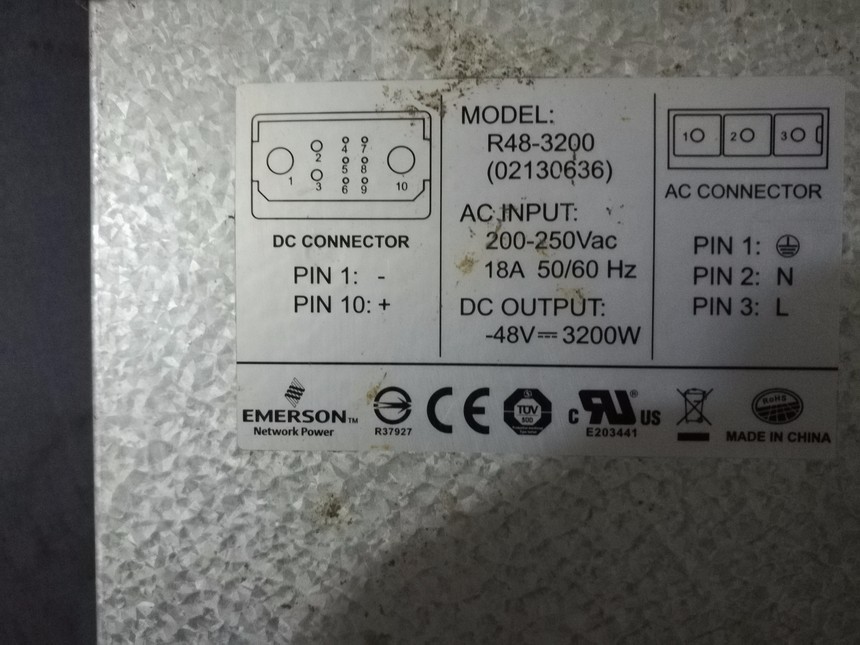 1
2
3
4
5
6
7
8
9
10
DC CONNECTOR
PIN 1: -
PIN 10: +
MODEL:
R48-3200
(02130636)
AC INPUT:
200-250Vac
18A 50/60 Hz
DC OUTPUT:
-48V⎓3200W
1 2 3
AC CONNECTOR
PIN 1: ⏚
PIN 2: N
PIN 3: L
EMERSON™
Network Power
R37927
CE
TÜV
c RU® US
E203441
RoHS
MADE IN CHINA